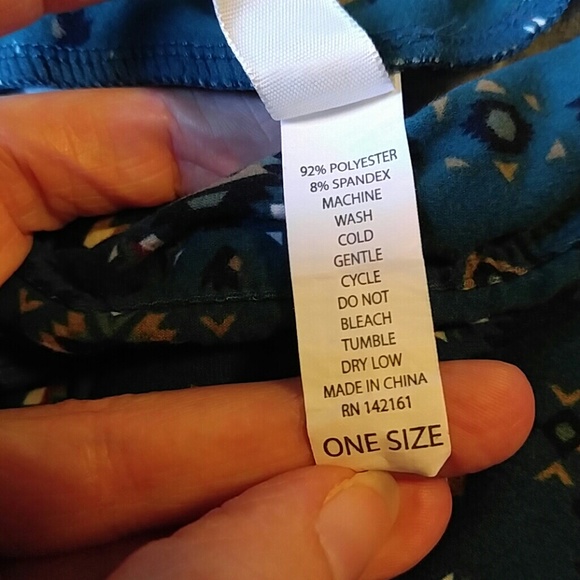 92% POLYESTER
8% SPANDEX
MACHINE
WASH
COLD
GENTLE
CYCLE
DO NOT
BLEACH
TUMBLE
DRY LOW
MADE IN CHINA
RN 142161
ONE SIZE